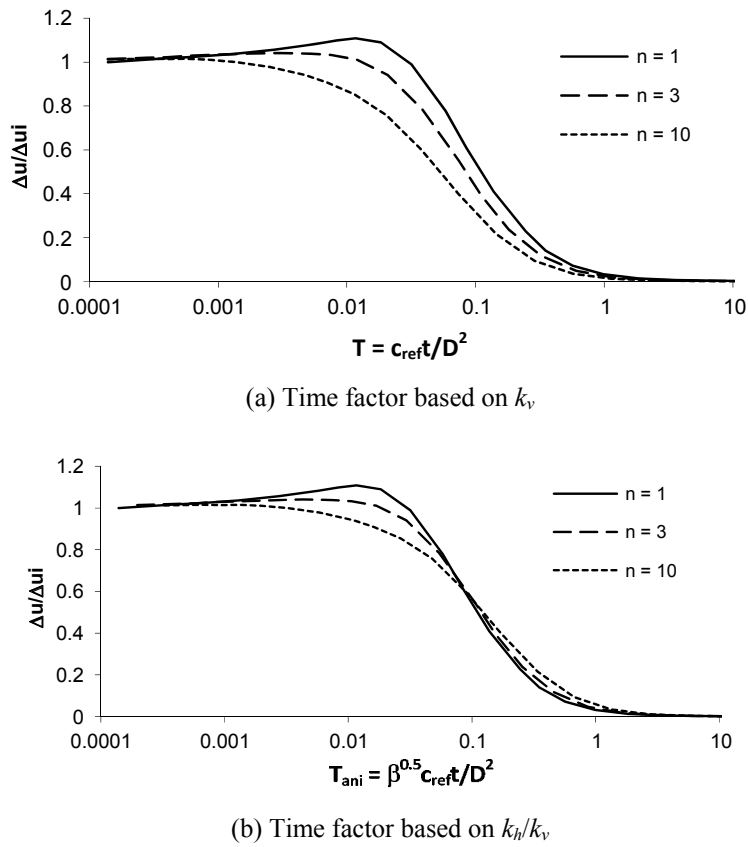 1.2
1
0.8
0.6
0.4
0.2
0
Δu/Δui
n = 1
n = 3
n = 10
0.0001 0.001 0.01 0.1 1 10
T = c_ref t/D²
(a) Time factor based on k_v
1.2
1
0.8
0.6
0.4
0.2
0
Δu/Δui
n = 1
n = 3
n = 10
0.0001 0.001 0.01 0.1 1 10
T_ani = β^0.5 c_ref t/D²
(b) Time factor based on k_h/k_v